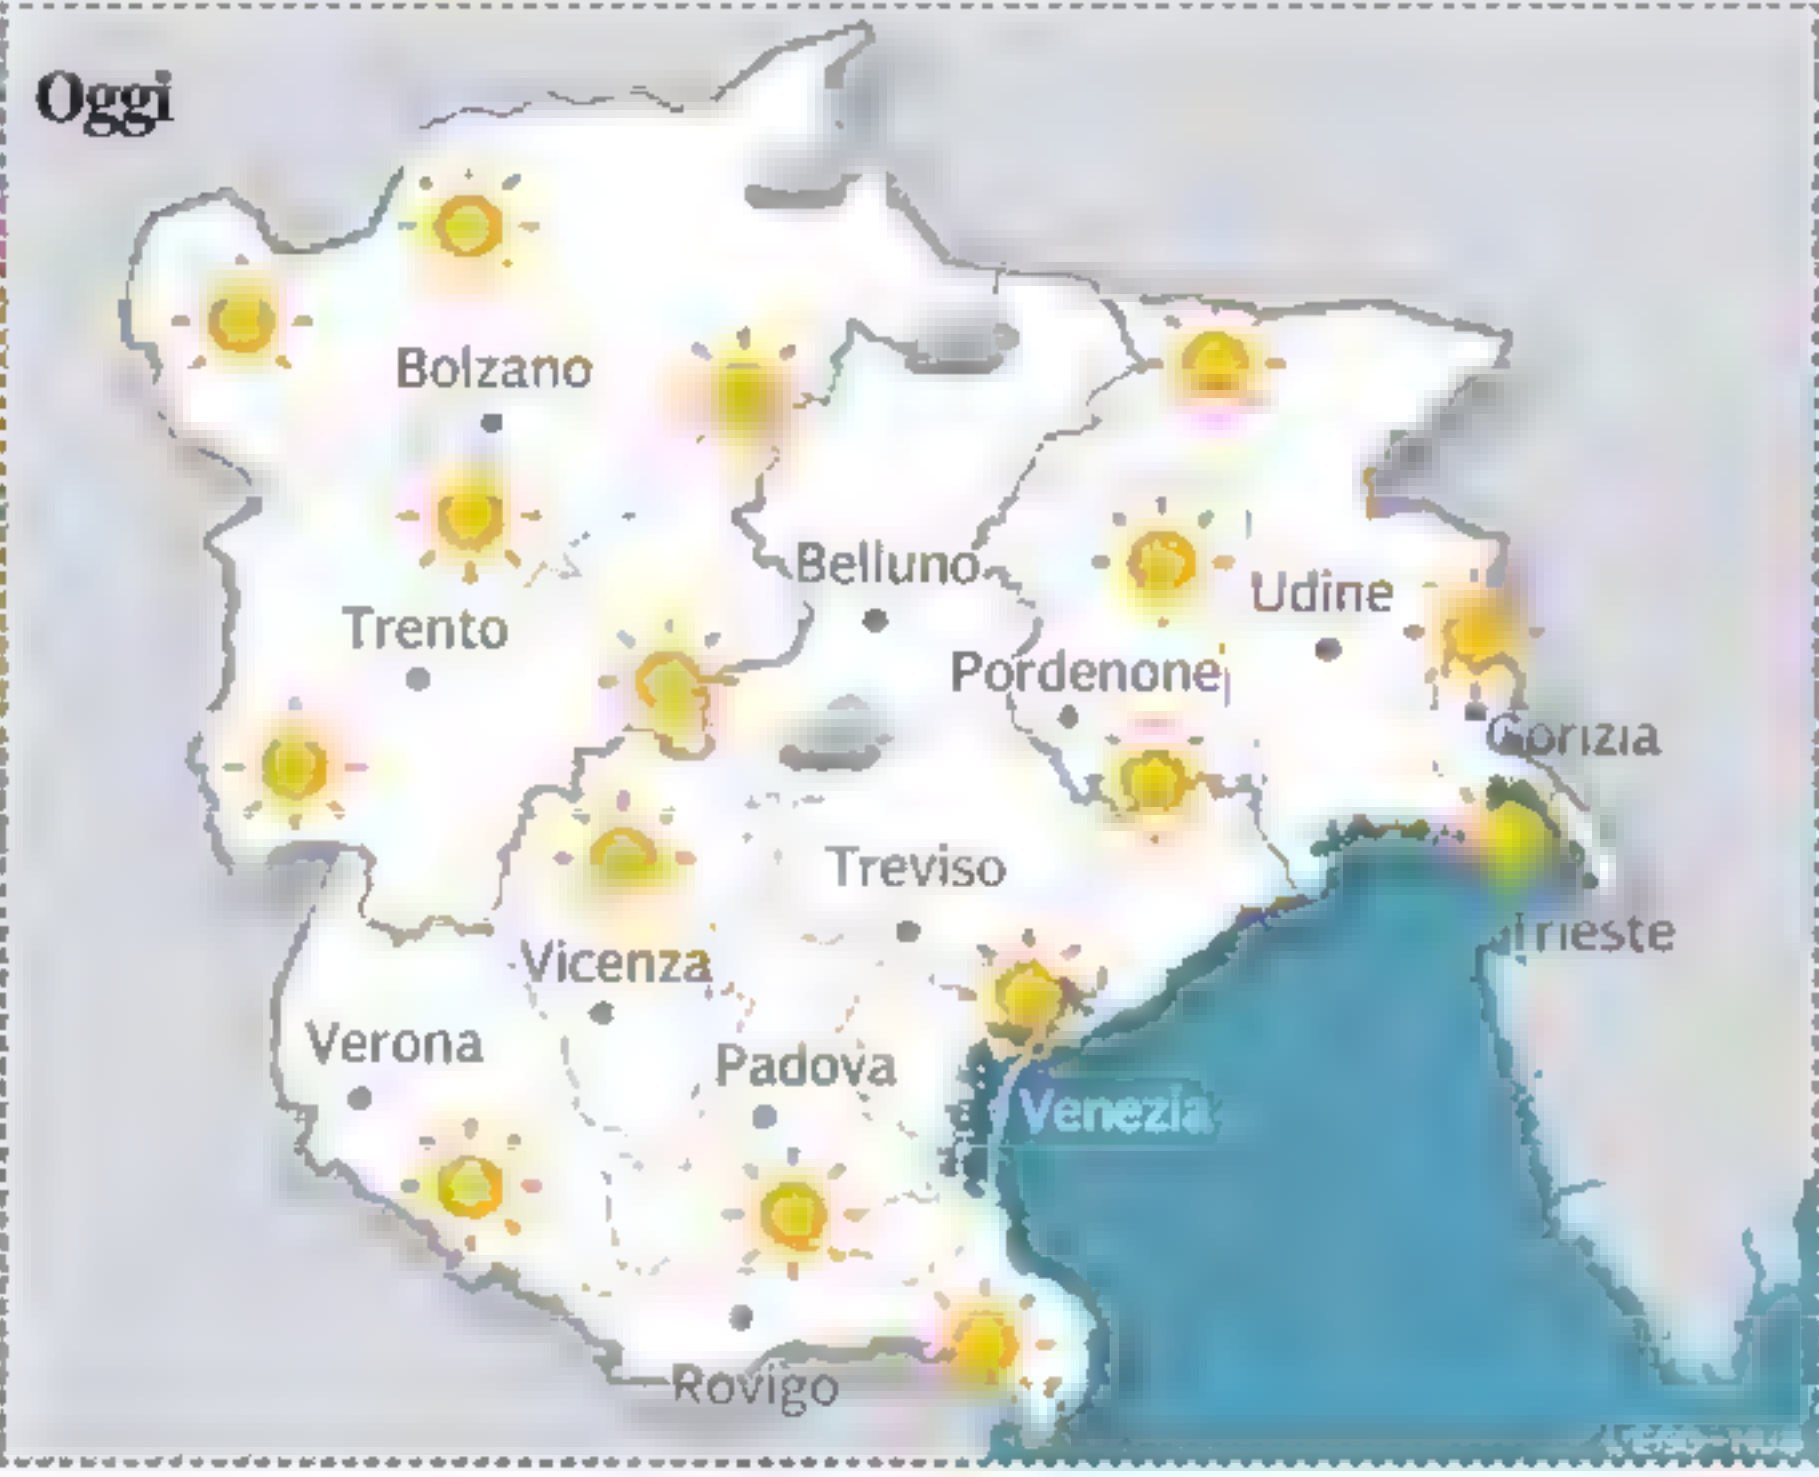 Oggi
Bolzano
Belluno
Udine
Trento
Pordenone
Gorizia
Treviso
Trieste
Vicenza
Verona
Padova
Venezia
Rovigo